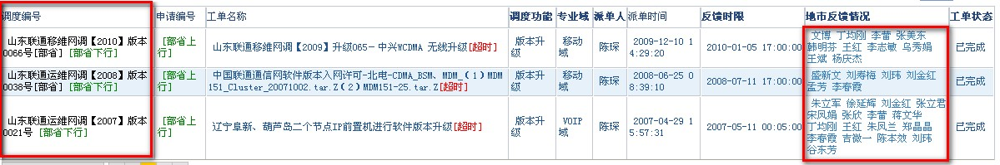 调度编号 申请编号 工单名称 调度功能 专业域 派单人 派单时间 反馈时限 地市反馈情况 工单状态
山东联通移维网调【2010】版本0066号[部省] [部省下行]
[部省上行]
山东联通移维网调【2009】升级065－中兴WCDMA 无线升级[超时]
版本升级
移动域
陈琛
2009-12-10 14:29:20
2010-01-05 17:00:00
文博 丁均刚 李蕾 张美东
韩明芬 王红 李志敏 乌秀娟
王斌 杨庆杰
已完成
山东联通运维网调【2008】版本0038号[部省] [部省下行]
[部省上行]
中国联通通信网软件版本入网许可-北电-CDMA_BSM、MDM_（1）MDM
151_Cluster_20071002.tar.Z（2）MDM151-25.tar.Z[超时]
版本升级
移动域
陈琛
2008-06-25 08:39:10
2008-07-11 17:00:00
盛新文 刘寿梅 刘玮 刘金红
孟芳 李春霞
已完成
山东联通运维网调【2007】版本0021号 [部省下行]
[部省上行]
辽宁阜新、葫芦岛二个节点IP前置机进行软件版本升级[超时]
版本升级
VOIP域
陈琛
2007-04-29 15:57:31
2007-05-11 00:05:00
朱立军 徐延辉 刘金红 张立君
宋凤娟 张欣 李蕾 蒋文华
丁均刚 王红 朱凤兰 郑晶晶
李春霞 吉微一 陈本效 刘玮
谷东芳
已完成